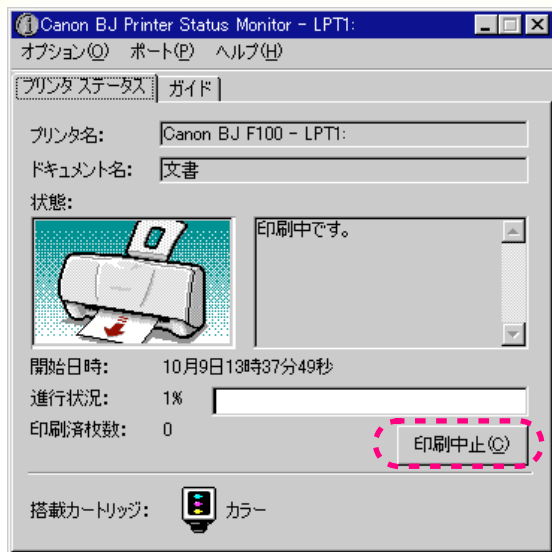 Canon BJ Printer Status Monitor - LPT1:
オプション(O) ポート(P) ヘルプ(H)
プリンタ ステータス ガイド
プリンタ名: Canon BJ F100 - LPT1:
ドキュメント名: 文書
状態:
印刷中です。
開始日時: 10月9日13時37分49秒
進行状況: 1%
印刷済枚数: 0
印刷中止(C)
搭載カートリッジ: カラー